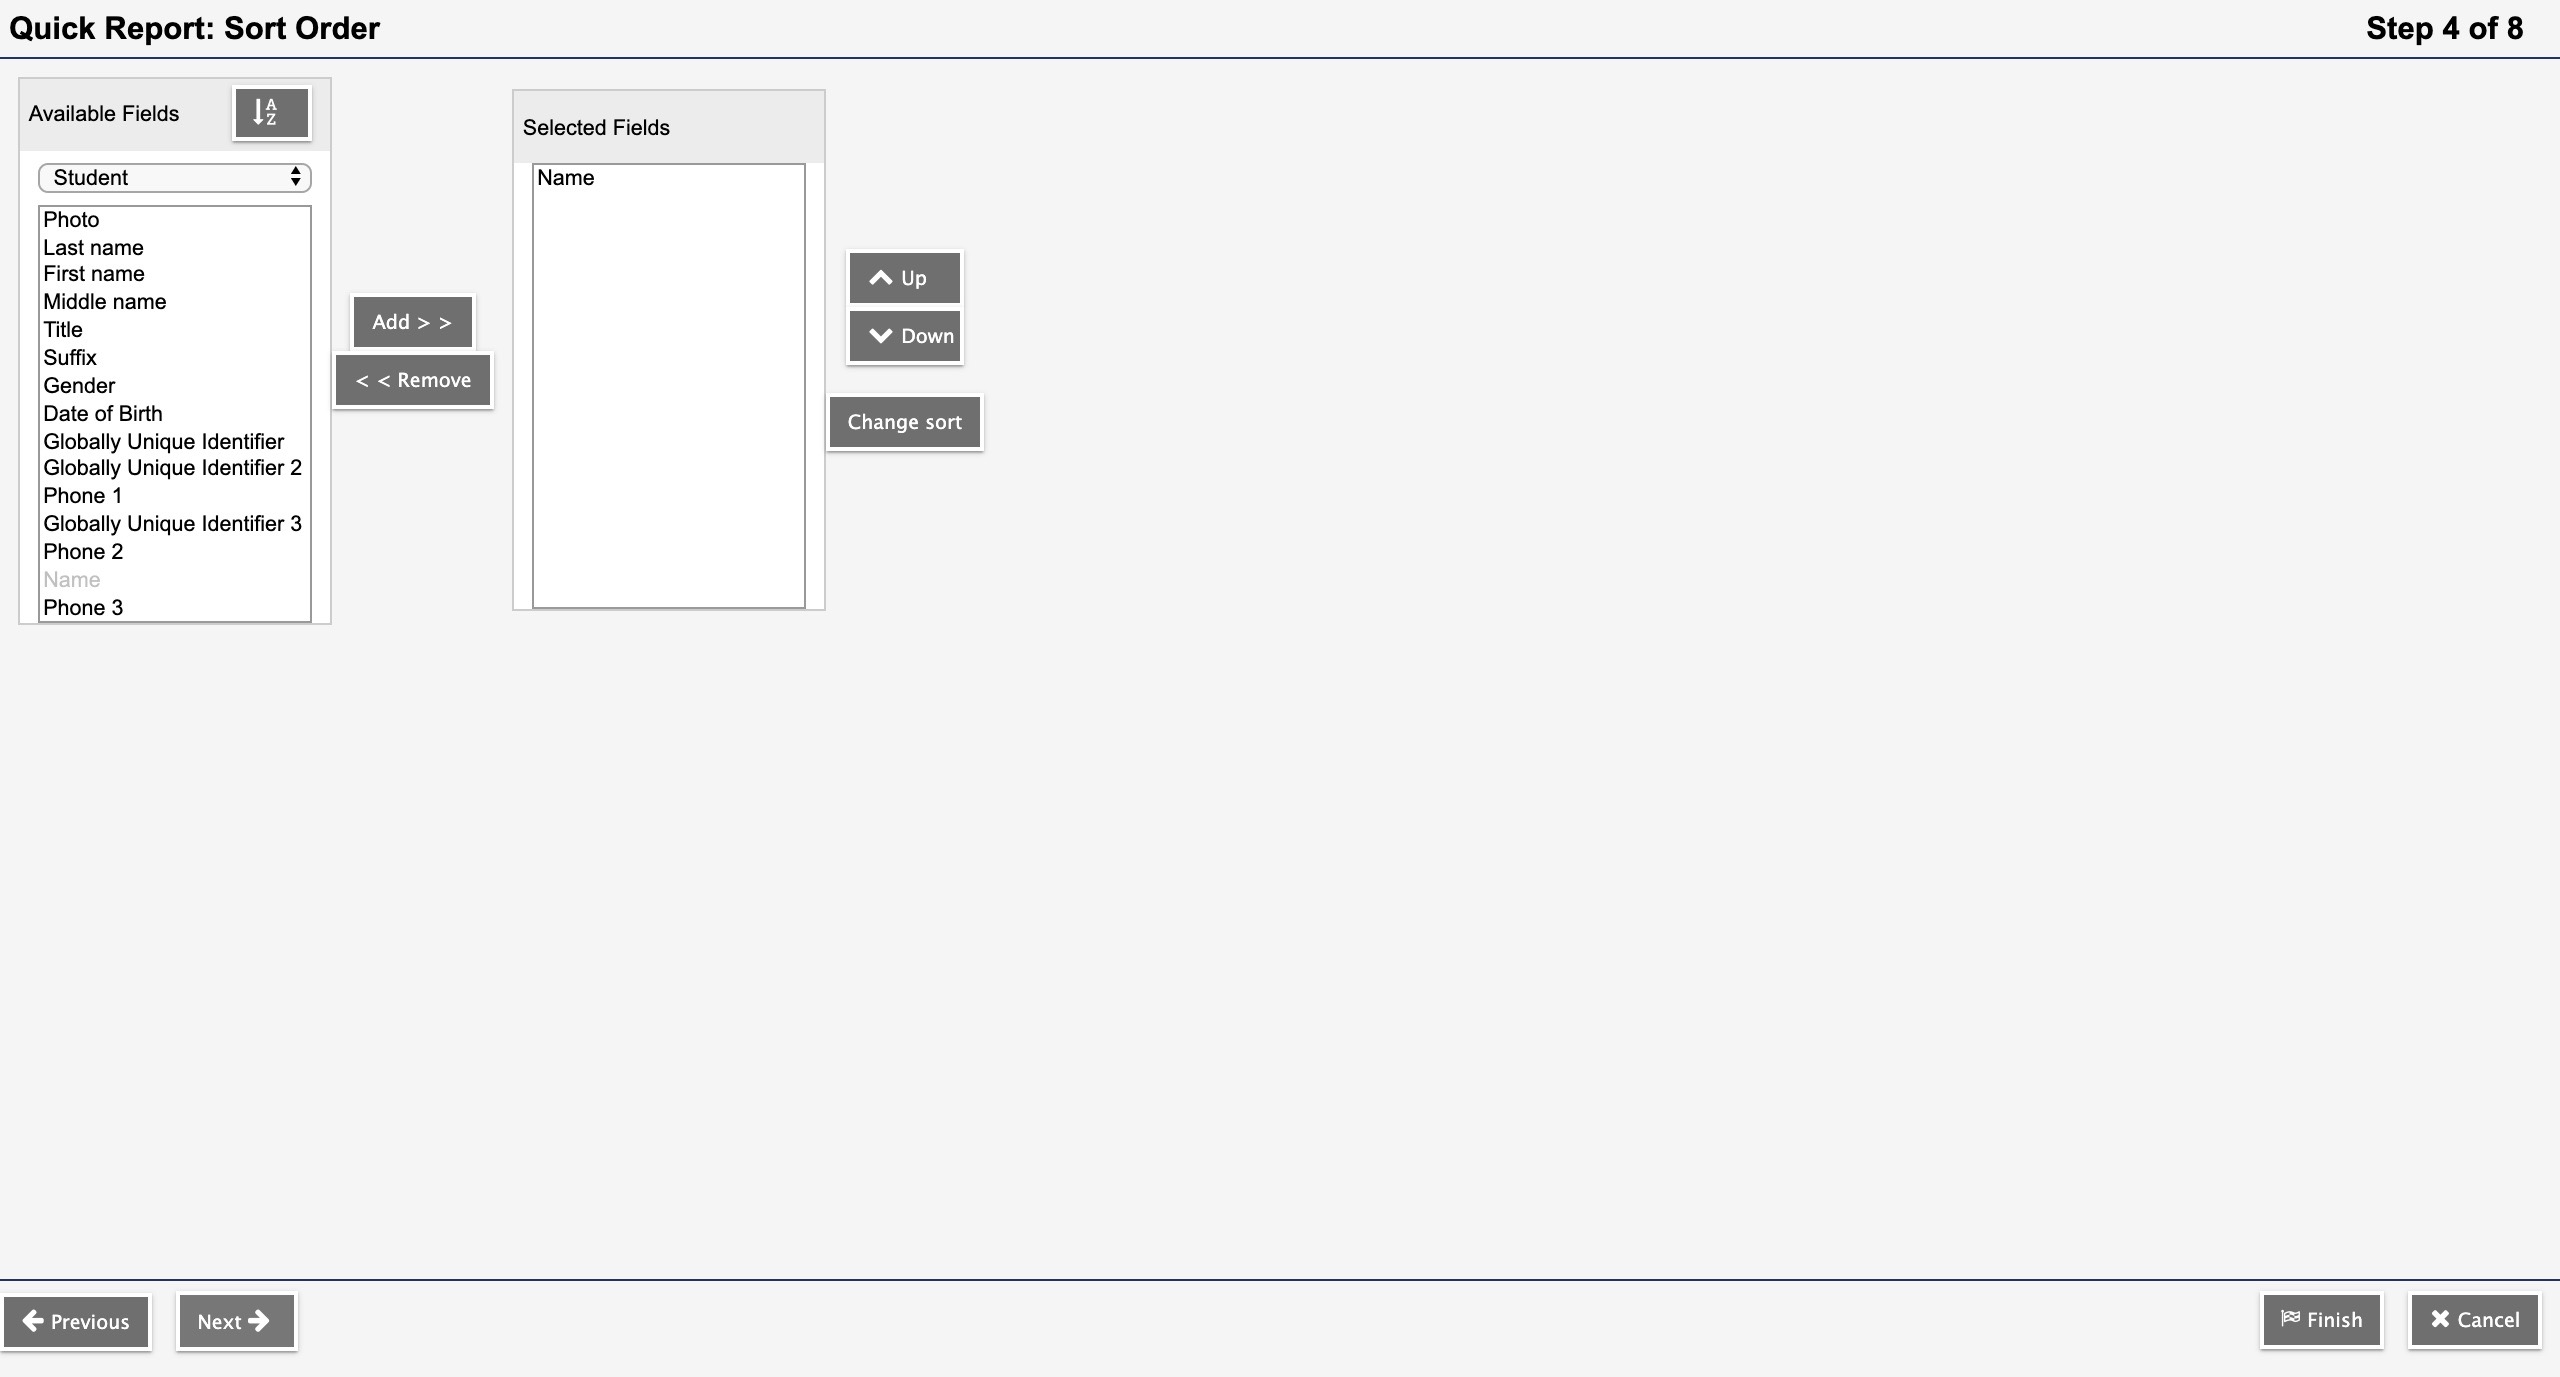 Quick Report: Sort Order
Step 4 of 8
Available Fields
A
Z
Student
Photo
Last name
First name
Middle name
Title
Suffix
Gender
Date of Birth
Globally Unique Identifier
Globally Unique Identifier 2
Phone 1
Globally Unique Identifier 3
Phone 2
Name
Phone 3
Add > >
< < Remove
Selected Fields
Name
Up
Down
Change sort
Previous
Next
Finish
Cancel